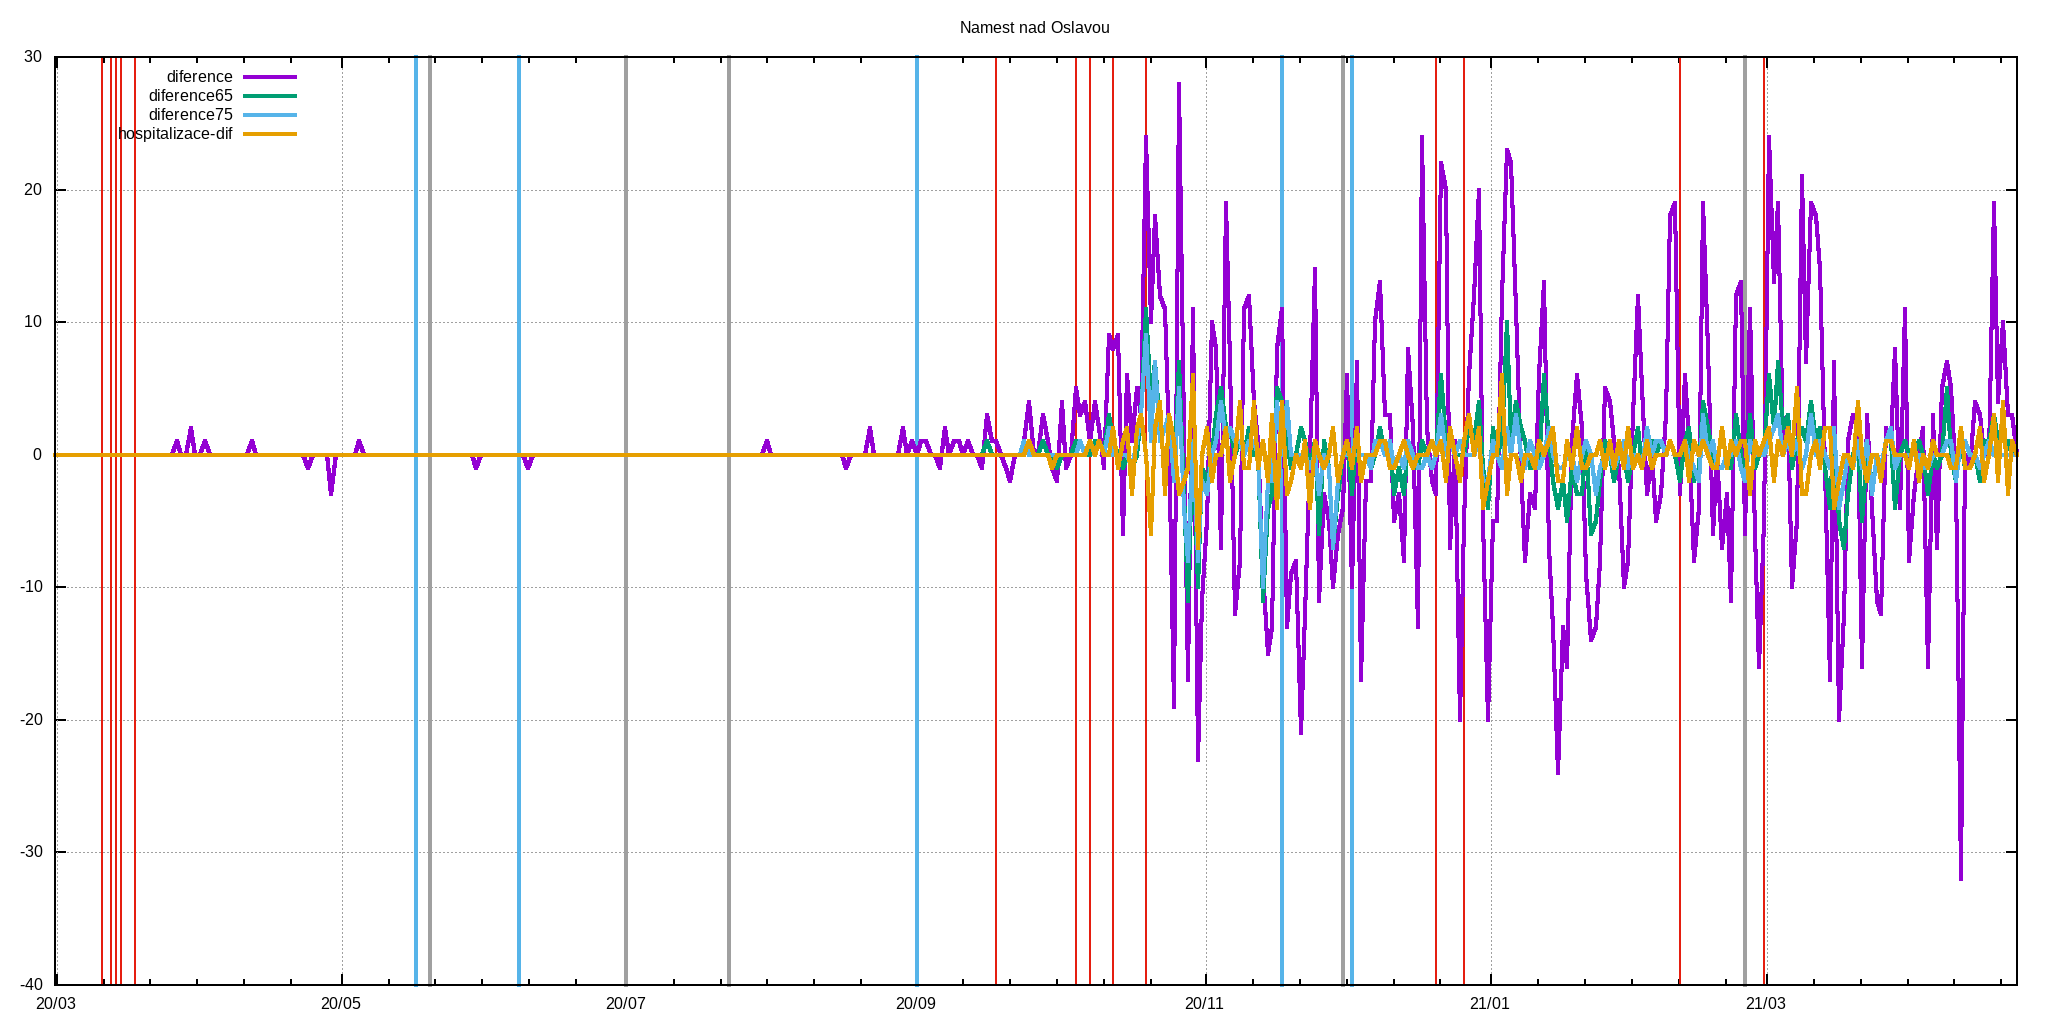 Namest nad Oslavou
30
diference
diference65
diference75
hospitalizace-dif
20
10
0
-10
-20
-30
-40
20/03 20/05 20/07 20/09 20/11 21/01 21/03